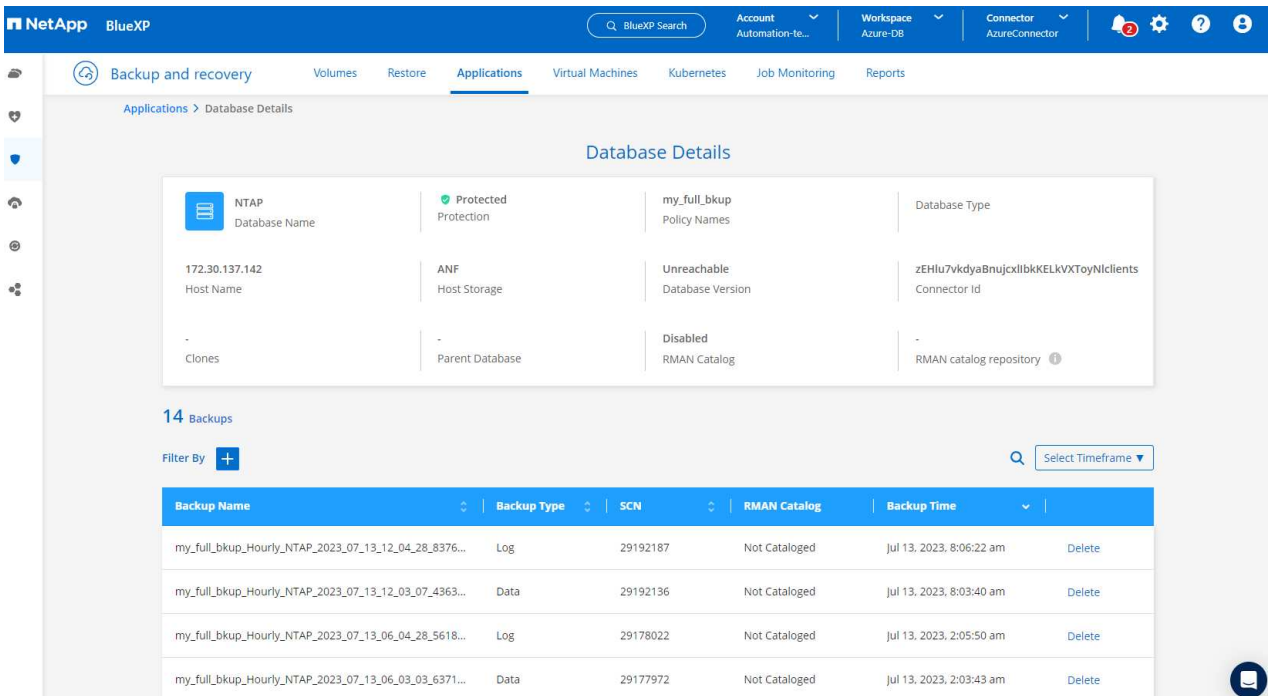 NetApp BlueXP
BlueXP Search
Account
Automation-te...
Workspace
Azure-DB
Connector
AzureConnector
2
Backup and recovery
Volumes
Restore
Applications
Virtual Machines
Kubernetes
Job Monitoring
Reports
Applications > Database Details
Database Details
NTAP
Database Name
Protected
Protection
my_full_bkup
Policy Names
Database Type
172.30.137.142
Host Name
ANF
Host Storage
Unreachable
Database Version
Connector Id
-
Clones
-
Parent Database
Disabled
RMAN Catalog
-
RMAN catalog repository
14 Backups
Filter By +
Select Timeframe
Backup Name Backup Type SCN RMAN Catalog Backup Time
my_full_bkup_Hourly_NTAP_2023_07_13_12_04_28_8376... Log 29192187 Not Cataloged Jul 13, 2023, 8:06:22 am Delete
my_full_bkup_Hourly_NTAP_2023_07_13_12_03_07_4363... Data 29192136 Not Cataloged Jul 13, 2023, 8:03:40 am Delete
my_full_bkup_Hourly_NTAP_2023_07_13_06_04_28_5618... Log 29178022 Not Cataloged Jul 13, 2023, 2:05:50 am Delete
my_full_bkup_Hourly_NTAP_2023_07_13_06_03_03_6371... Data 29177972 Not Cataloged Jul 13, 2023, 2:03:43 am Delete